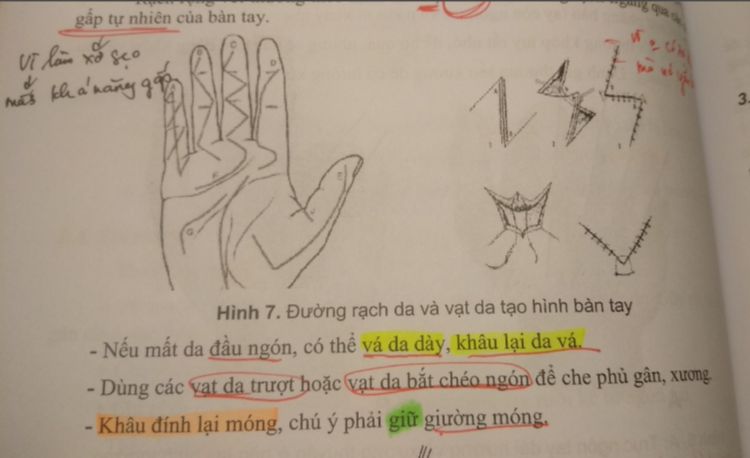 gấp tự nhiên của bàn tay.
Vì làm xơ sẹo
mất khả năng gấp
Hình 7. Đường rạch da và vạt da tạo hình bàn tay
- Nếu mất da đầu ngón, có thể vá da dày, khâu lại da vá.
- Dùng các vạt da trượt hoặc vạt da bắt chéo ngón để che phủ gân, xương.
- Khâu đính lại móng, chú ý phải giữ giường móng.